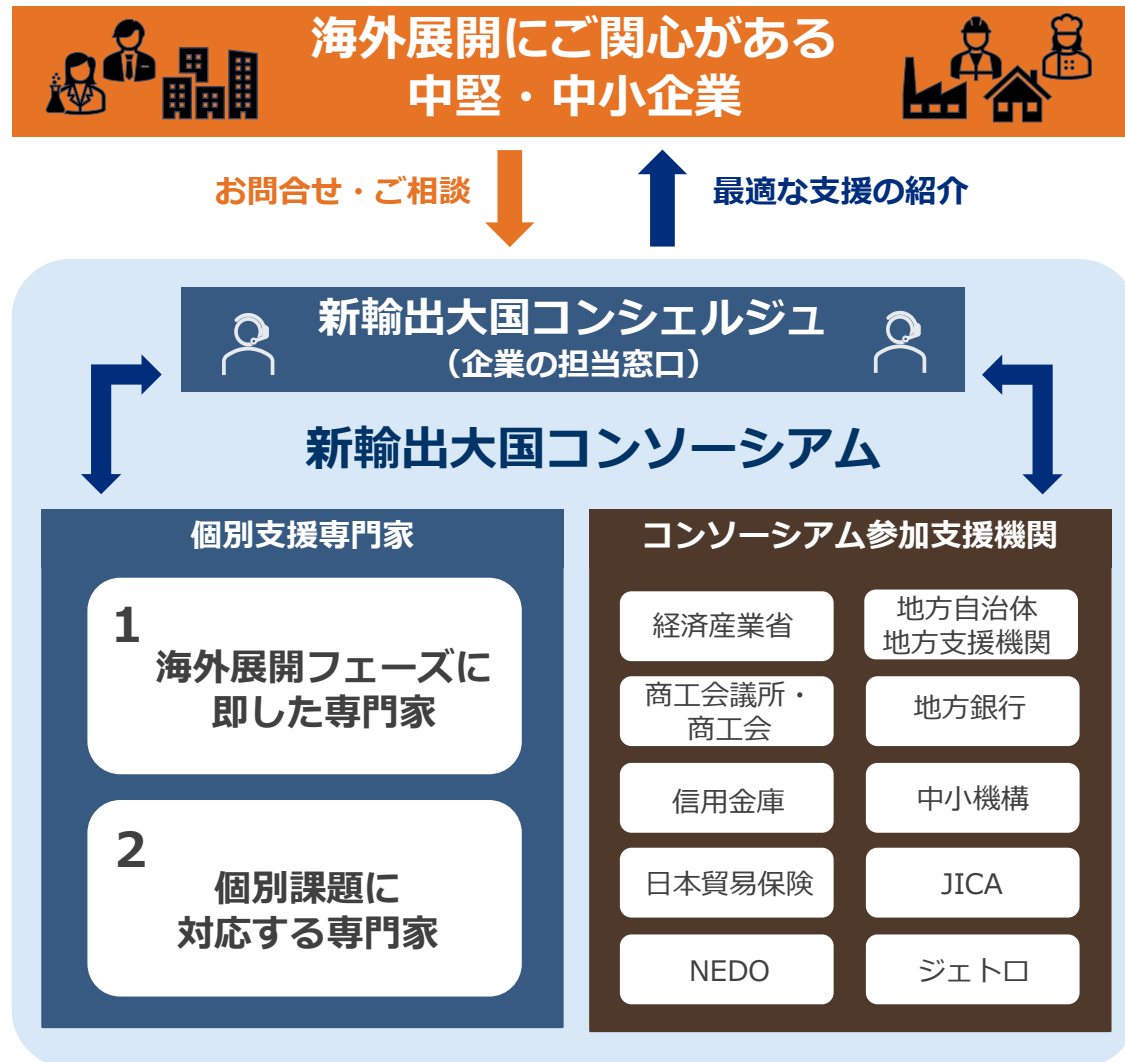 海外展開にご関心がある
中堅・中小企業
お問合せ・ご相談
最適な支援の紹介
新輸出大国コンシェルジュ
（企業の担当窓口）
新輸出大国コンソーシアム
個別支援専門家
1
海外展開フェーズに
即した専門家
2
個別課題に
対応する専門家
コンソーシアム参加支援機関
経済産業省
地方自治体
地方支援機関
商工会議所・
商工会
地方銀行
信用金庫
中小機構
日本貿易保険
JICA
NEDO
ジェトロ